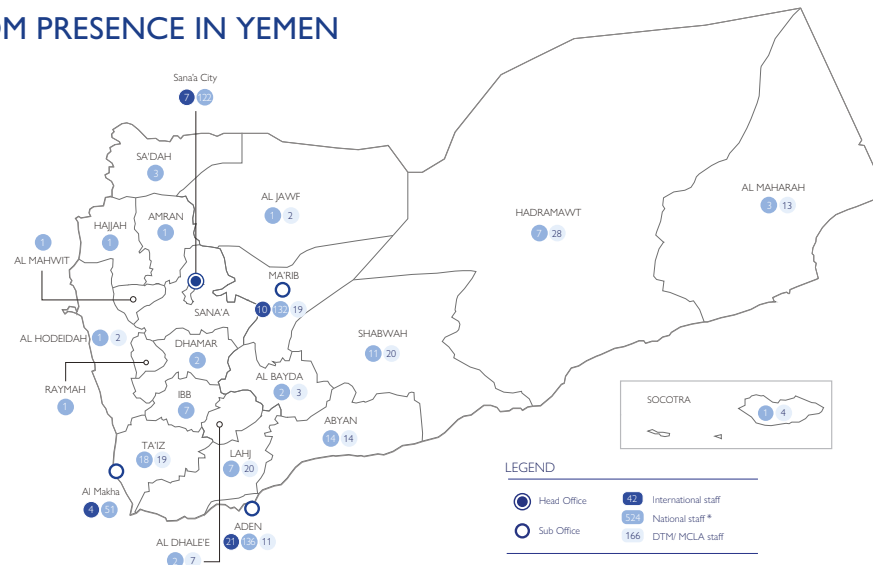 OM PRESENCE IN YEMEN
Sana'a City
7 122
SA'DAH
3
AL JAWF
1 2
AMRAN
1
HAJJAH
1
1
AL MAHWIT
HADRAMAWT
7 28
AL MAHARAH
3 13
MA'RIB
10 132 19
SANA'A
AL HODEIDAH 1 2
DHAMAR
2
SHABWAH
11 20
RAYMAH
1
AL BAYDA
2 3
IBB
7
SOCOTRA
1 4
ABYAN
14 14
TA'IZ
18 19
LAHJ
7 20
Al Makha
4 51
ADEN
21 136 11
AL DHALE'E
2 7
LEGEND
Head Office
Sub Office
42 International staff
524 National staff *
166 DTM/ MCLA staff